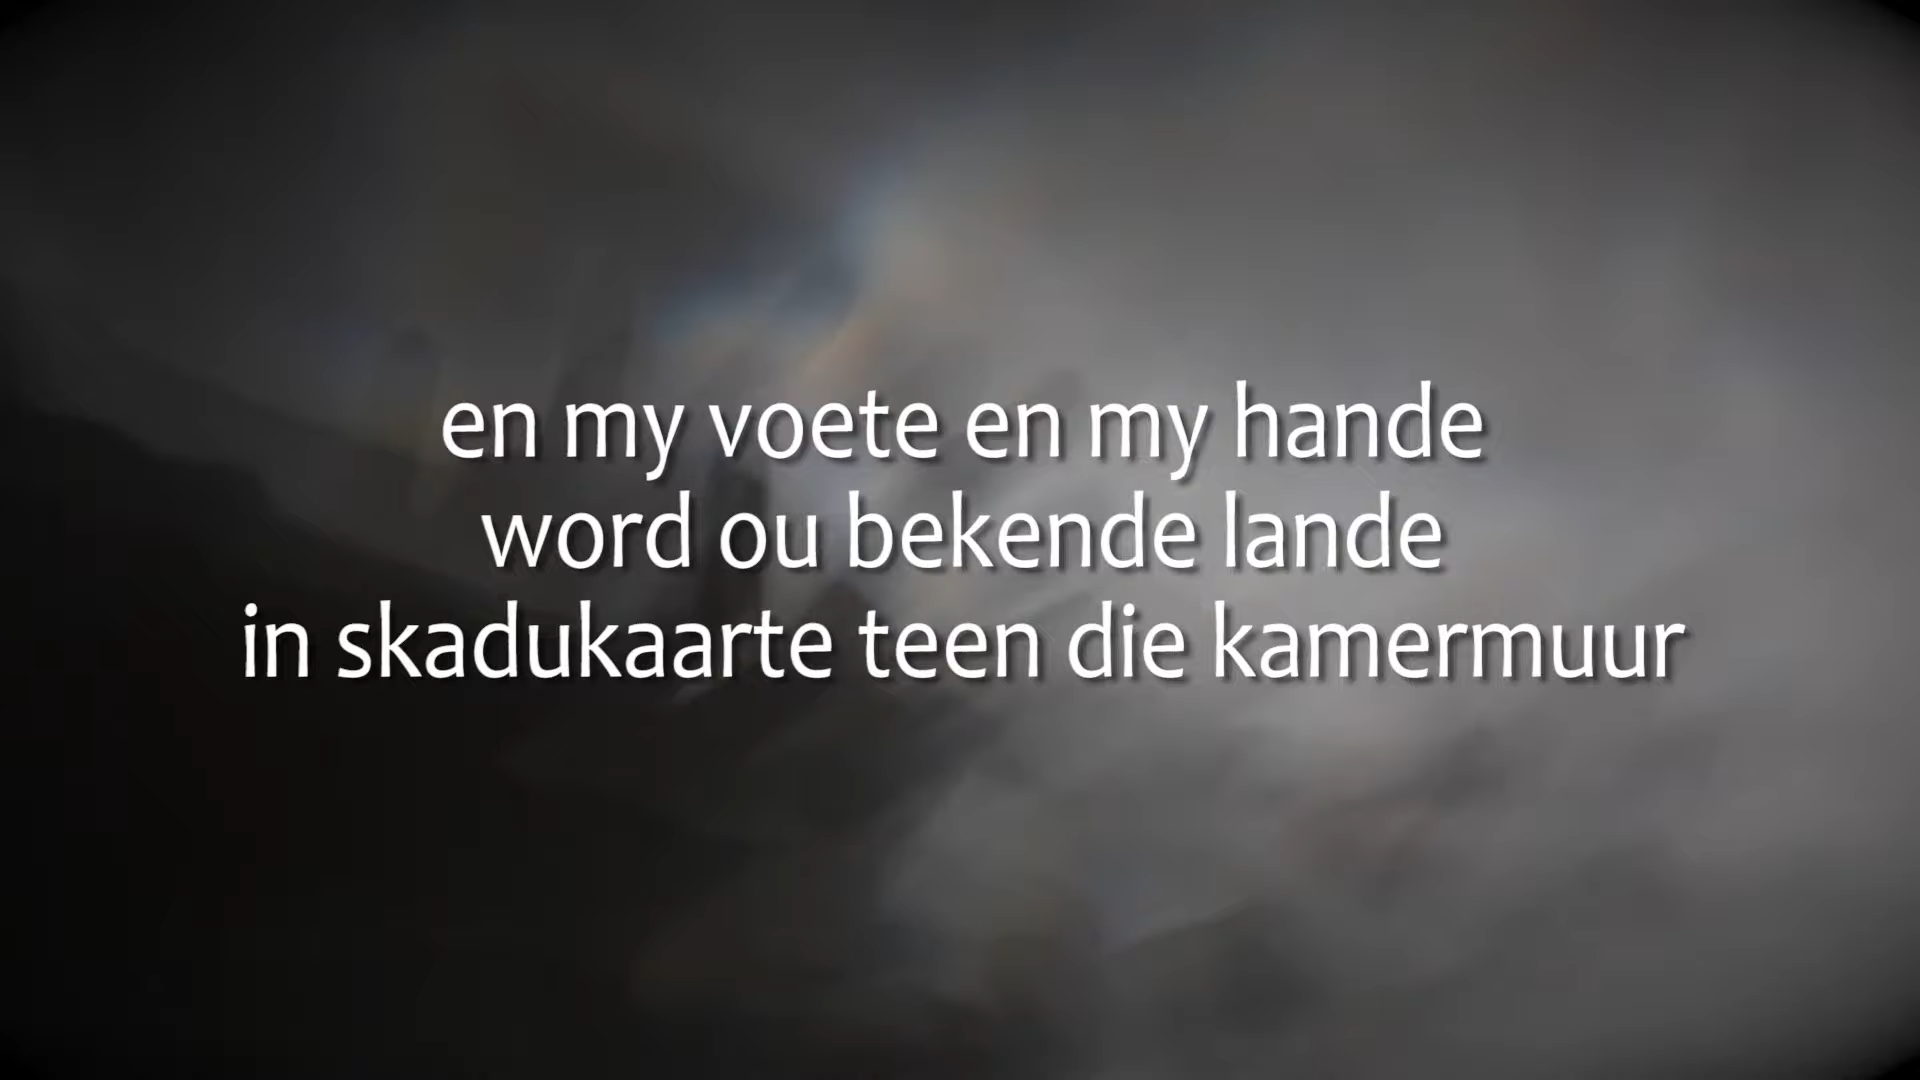 en my voete en my hande
word ou bekende lande
in skadukaarte teen die kamermuur